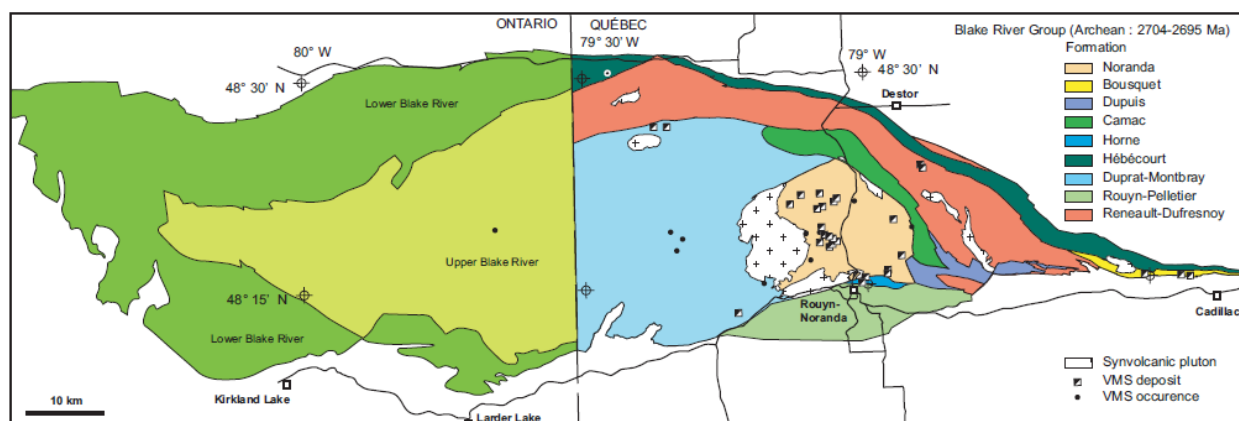 ONTARIO
QUÉBEC
Blake River Group (Archean : 2704-2695 Ma)
Formation
Noranda
Bousquet
Dupuis
Camac
Horne
Hébécourt
Duprat-Montbray
Rouyn-Pelletier
Reneault-Dufresnoy
80° W
79° 30' W
79° W
48° 30' N
48° 30' N
Destor
Lower Blake River
Upper Blake River
48° 15' N
Lower Blake River
Rouyn-
Noranda
Cadillac
Kirkland Lake
Larder Lake
10 km
Synvolcanic pluton
VMS deposit
VMS occurence